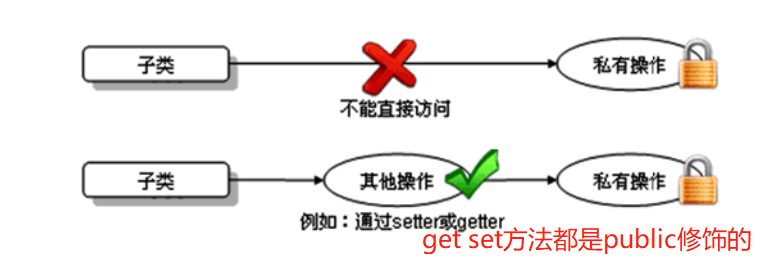 子类
私有操作
不能直接访问
子类
其他操作
私有操作
例如：通过setter或getter
get set方法都是public修饰的